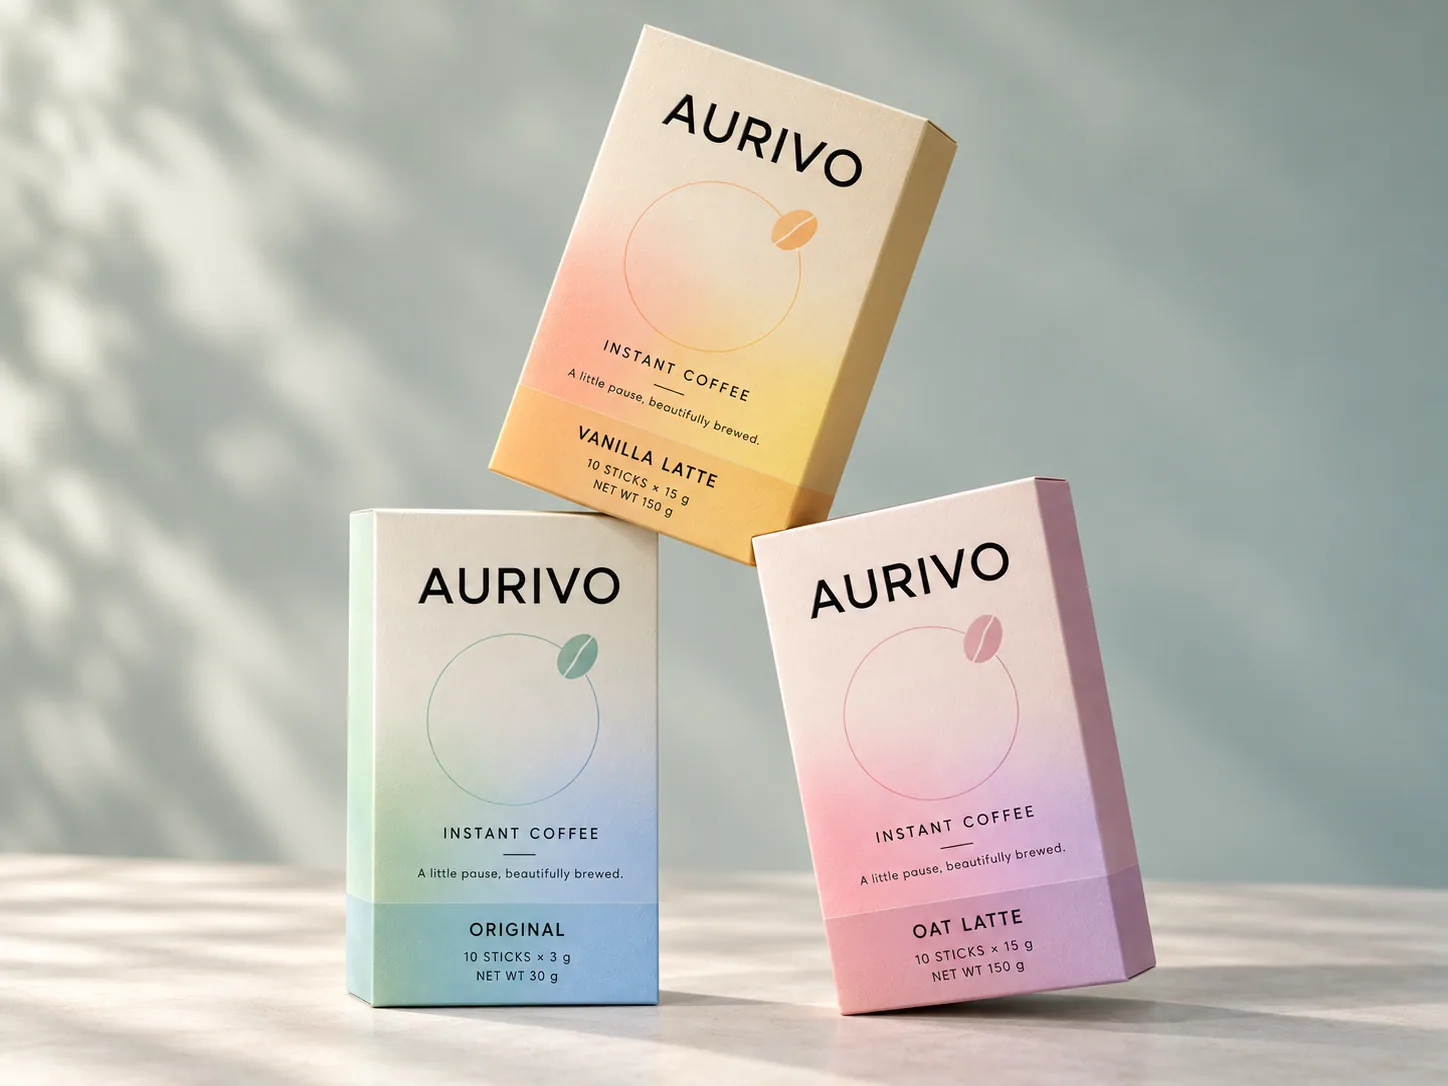 AURIVO
INSTANT COFFEE
A little pause, beautifully brewed.
VANILLA LATTE
10 STICKS × 15 g
NET WT 150 g
AURIVO
INSTANT COFFEE
A little pause, beautifully brewed.
ORIGINAL
10 STICKS × 3 g
NET WT 30 g
AURIVO
INSTANT COFFEE
A little pause, beautifully brewed.
OAT LATTE
10 STICKS × 15 g
NET WT 150 g